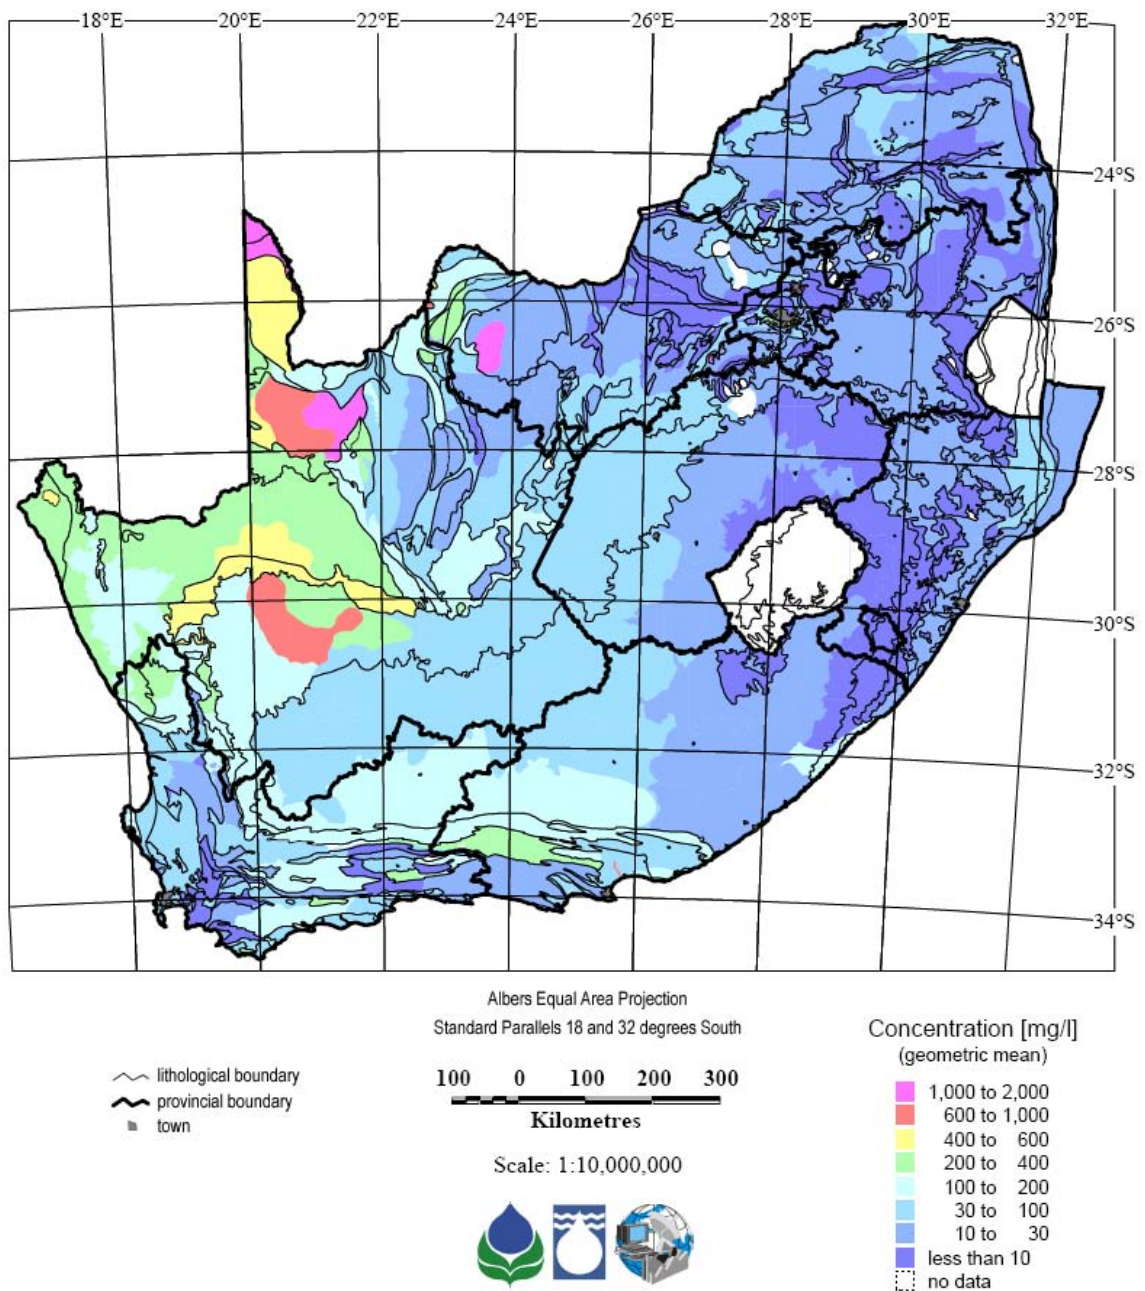 18°E 20°E 22°E 24°E 26°E 28°E 30°E 32°E
24°S
26°S
28°S
30°S
32°S
34°S
Albers Equal Area Projection
Standard Parallels 18 and 32 degrees South
lithological boundary
provincial boundary
town
100 0 100 200 300
Kilometres
Scale: 1:10,000,000
Concentration [mg/l]
(geometric mean)
1,000 to 2,000
600 to 1,000
400 to 600
200 to 400
100 to 200
30 to 100
10 to 30
less than 10
no data